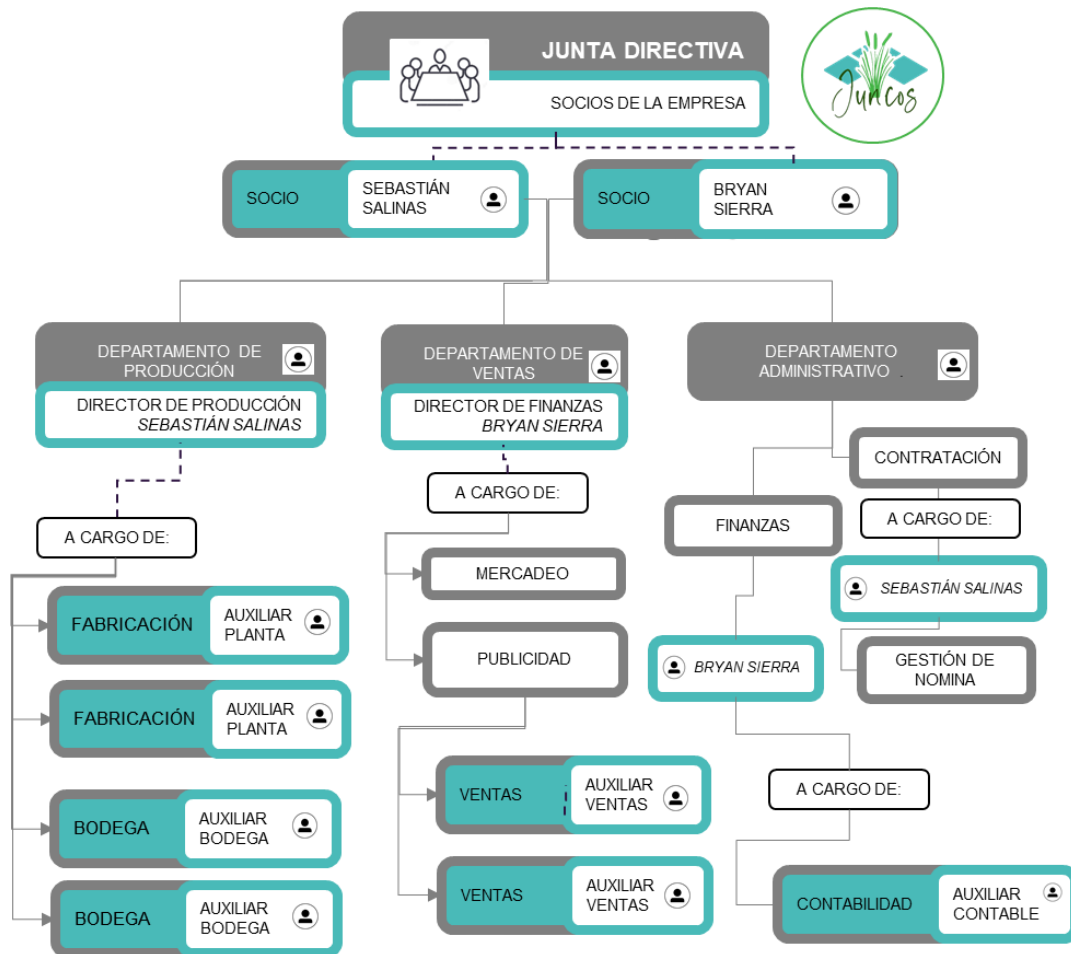 JUNTA DIRECTIVA
SOCIOS DE LA EMPRESA
Juncos
SOCIO
SEBASTIÁN
SALINAS
SOCIO
BRYAN
SIERRA
DEPARTAMENTO DE
PRODUCCIÓN
DIRECTOR DE PRODUCCIÓN
SEBASTIÁN SALINAS
A CARGO DE:
FABRICACIÓN
AUXILIAR
PLANTA
FABRICACIÓN
AUXILIAR
PLANTA
BODEGA
AUXILIAR
BODEGA
BODEGA
AUXILIAR
BODEGA
DEPARTAMENTO DE
VENTAS
DIRECTOR DE FINANZAS
BRYAN SIERRA
A CARGO DE:
MERCADEO
PUBLICIDAD
VENTAS
AUXILIAR
VENTAS
VENTAS
AUXILIAR
VENTAS
DEPARTAMENTO
ADMINISTRATIVO .
CONTRATACIÓN
A CARGO DE:
SEBASTIÁN SALINAS
GESTIÓN DE
NOMINA
FINANZAS
BRYAN SIERRA
A CARGO DE:
CONTABILIDAD
AUXILIAR
CONTABLE